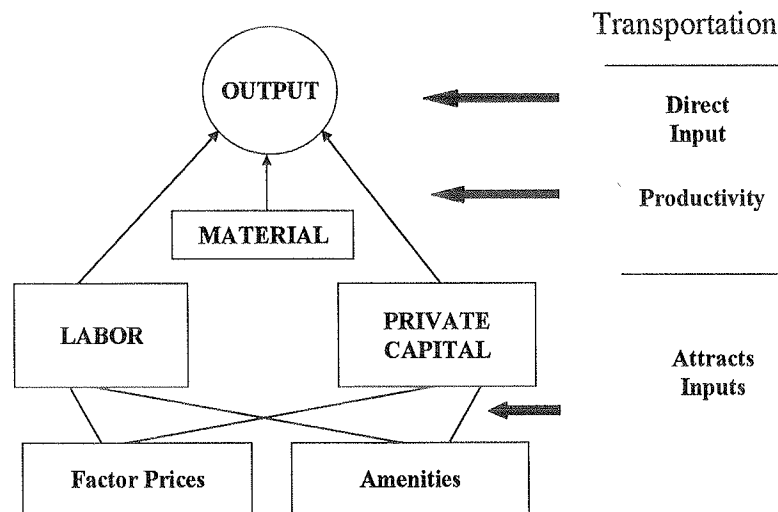 Transportation
OUTPUT
Direct
Input
Productivity
MATERIAL
LABOR
PRIVATE
CAPITAL
Attracts
Inputs
Factor Prices
Amenities